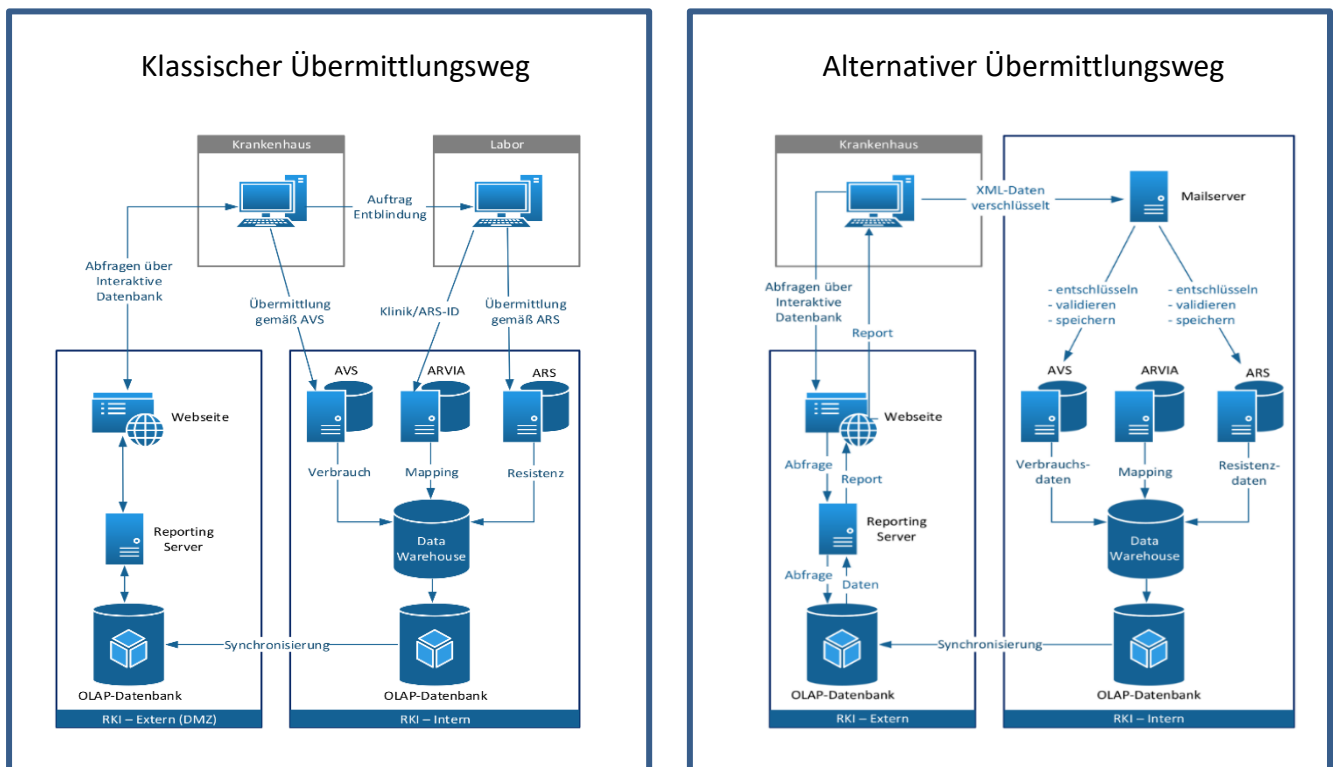 Klassischer Übermittlungsweg
Krankenhaus
Labor
Auftrag
Entblindung
Abfragen über
Interaktive
Datenbank
Übermittlung
gemäß AVS
Klinik/ARS-ID
Übermittlung
gemäß ARS
AVS
ARVIA
ARS
Webseite
Verbrauch
Mapping
Resistenz
Reporting
Server
Data
Warehouse
Synchronisierung
OLAP-Datenbank
OLAP-Datenbank
RKI – Extern (DMZ)
RKI – Intern
Alternativer Übermittlungsweg
Krankenhaus
XML-Daten
verschlüsselt
Mailserver
Abfragen über
Interaktive
Datenbank
Report
- entschlüsseln
- validieren
- speichern
- entschlüsseln
- validieren
- speichern
AVS
ARVIA
ARS
Webseite
Abfrage
Report
Verbrauchs-
daten
Mapping
Resistenz-
daten
Reporting
Server
Data
Warehouse
Abfrage
Daten
Synchronisierung
OLAP-Datenbank
OLAP-Datenbank
RKI – Extern
RKI – Intern